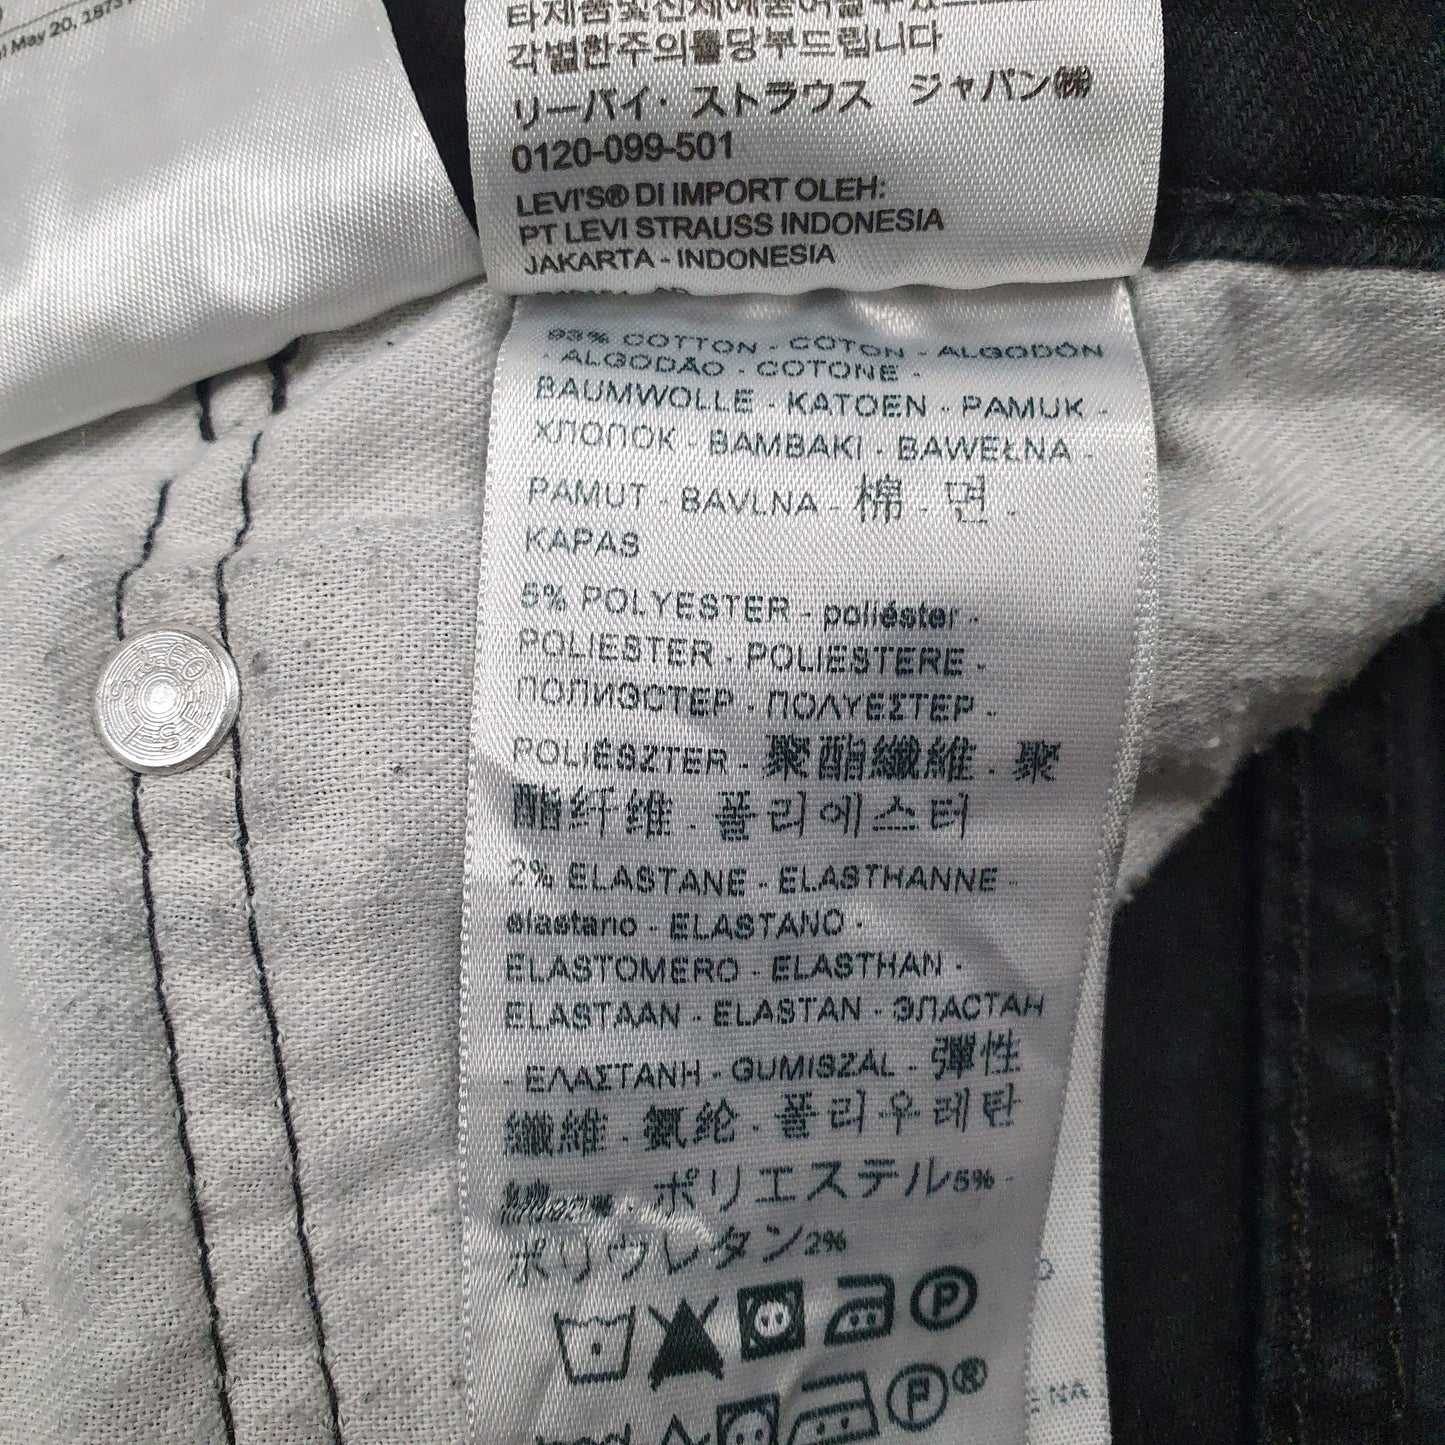 May 20, 1873
각별한주의를당부드립니다
リーバイ・ストラウス ジャパン㈱
0120-099-501
LEVI'S® DI IMPORT OLEH:
PT LEVI STRAUSS INDONESIA
JAKARTA - INDONESIA
93% COTTON - COTON - ALGODÓN
- ALGODÃO - COTONE -
BAUMWOLLE - KATOEN - PAMUK -
ХЛОПОК - BAMBAKI - BAWEŁNA -
PAMUT - BAVLNA - 棉 - 면 -
KAPAS
5% POLYESTER - poliéster -
POLIESTER - POLIESTERE -
ПОЛИЭСТЕР - ΠΟΛΥΕΣΤΕΡ -
POLIÉSZTER - 聚酯纖維 - 聚
酯纤维 - 폴리에스터
2% ELASTANE - ELASTHANNE -
elastano - ELASTANO -
ELASTOMERO - ELASTHAN -
ELASTAAN - ELASTAN - ЭЛАСТАН
- ΕΛΑΣΤΑΝΗ - GUMISZÁL - 彈性
纖維 - 氨纶 - 폴리우레탄
ポリエステル5% -
ポリウレタン2%
P
®